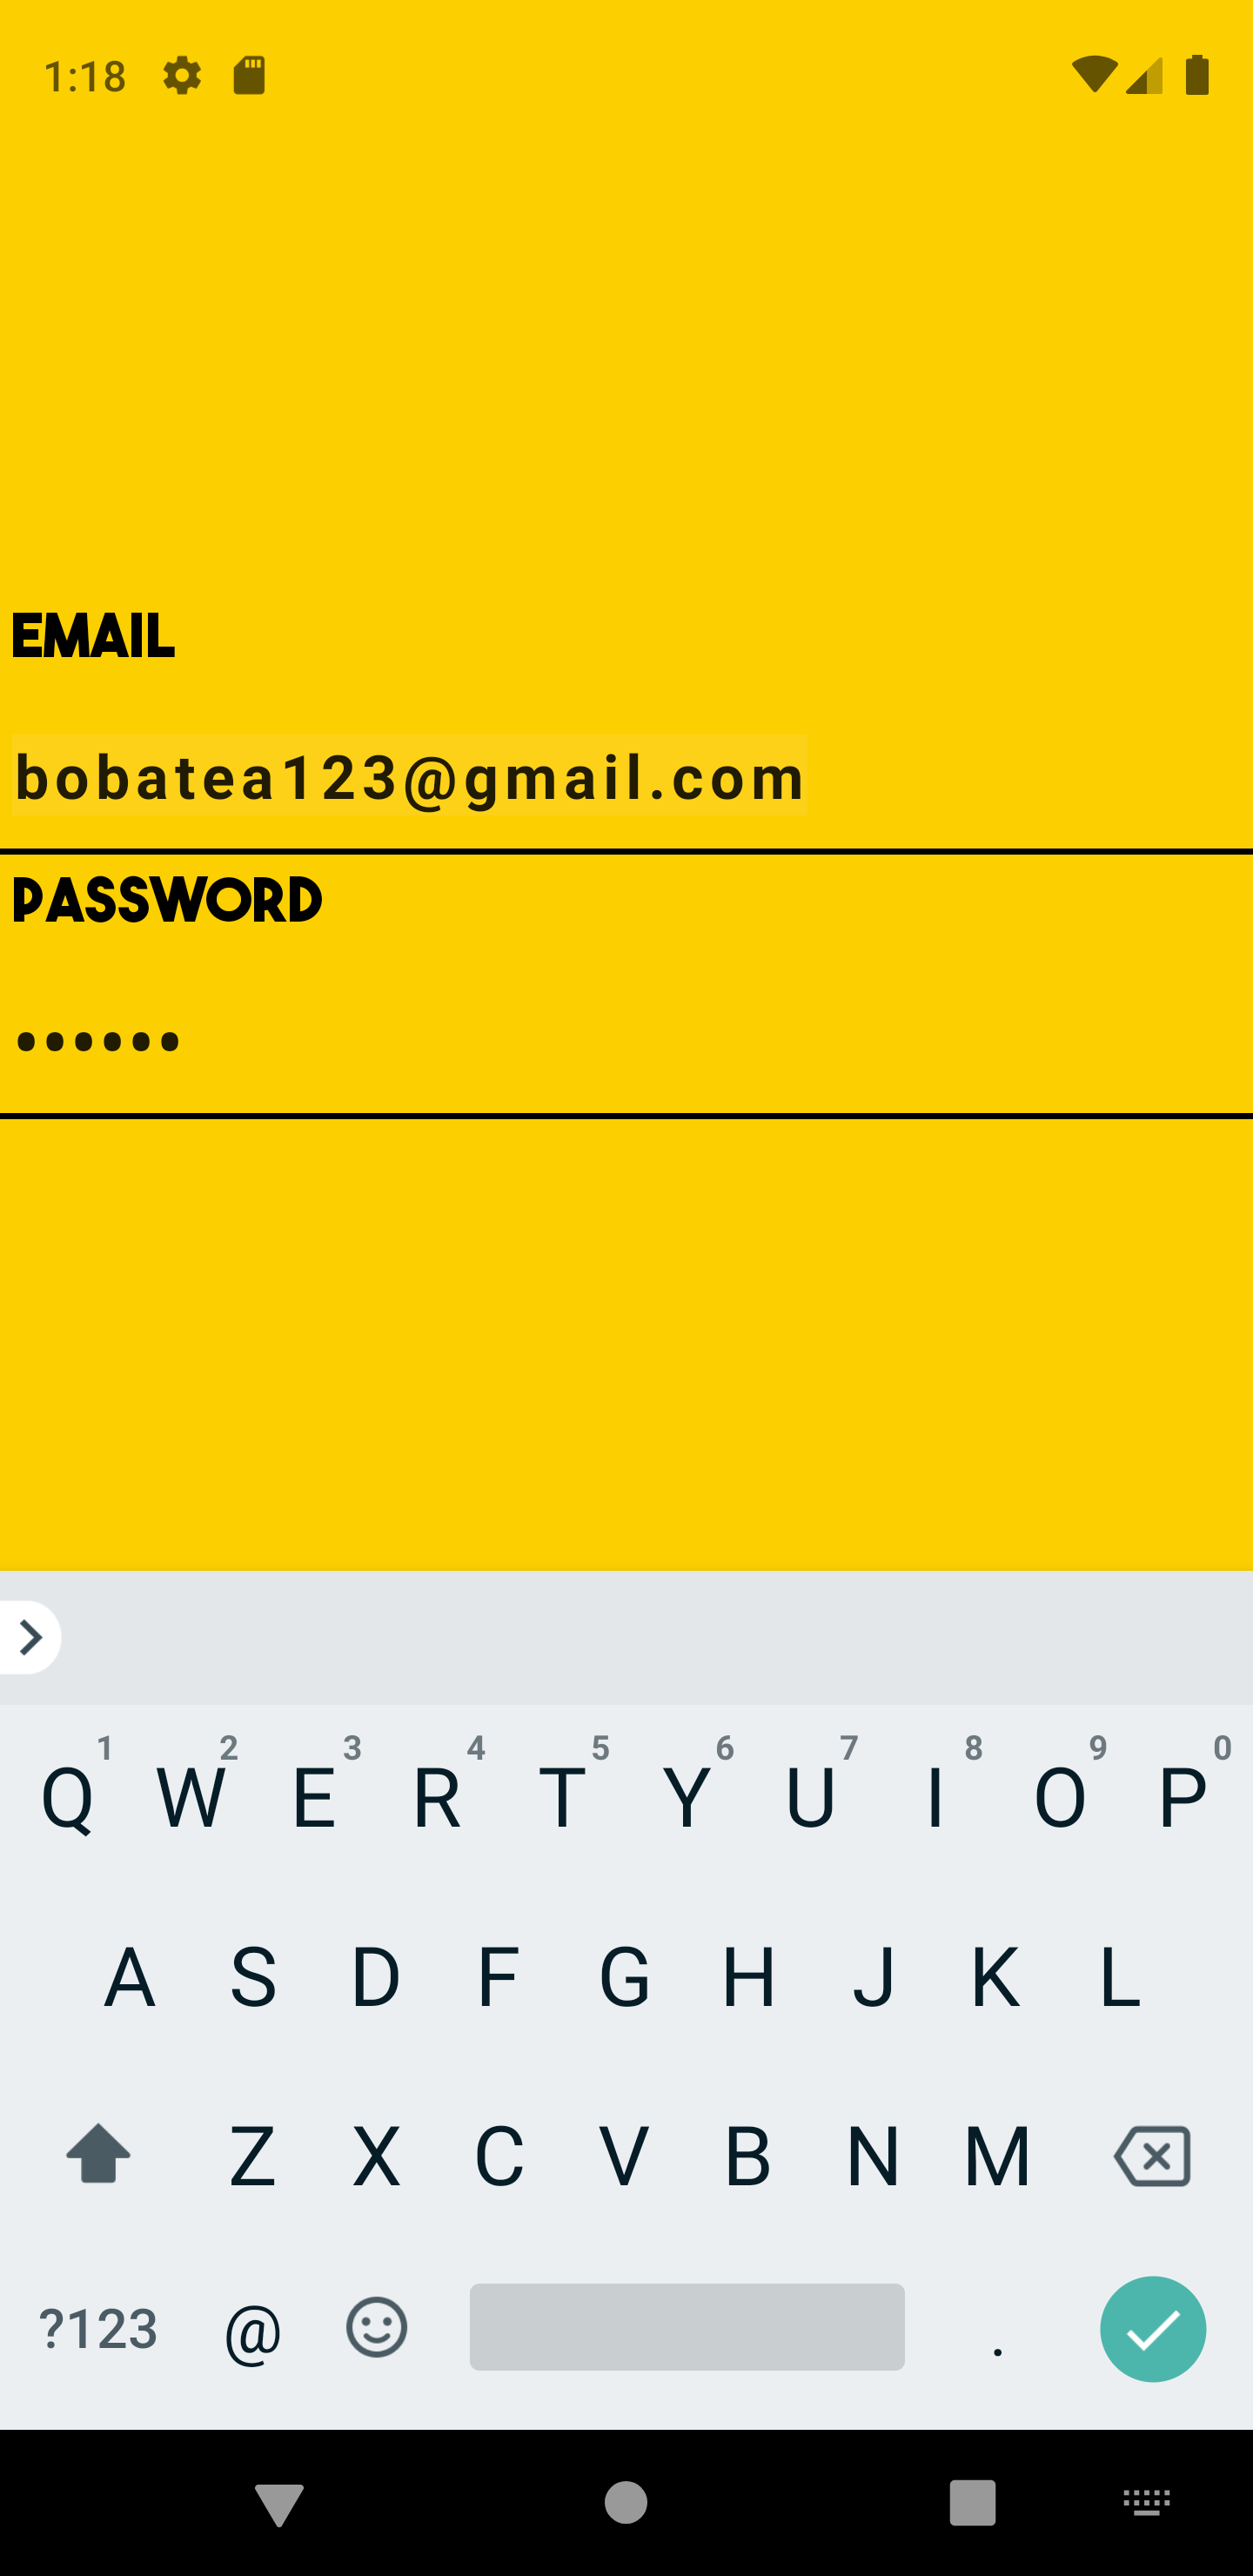 1:18
EMAIL
bobatea123@gmail.com
PASSWORD
••••••
1 2 3 4 5 6 7 8 9 0
Q W E R T Y U I O P
A S D F G H J K L
Z X C V B N M
?123 @ .